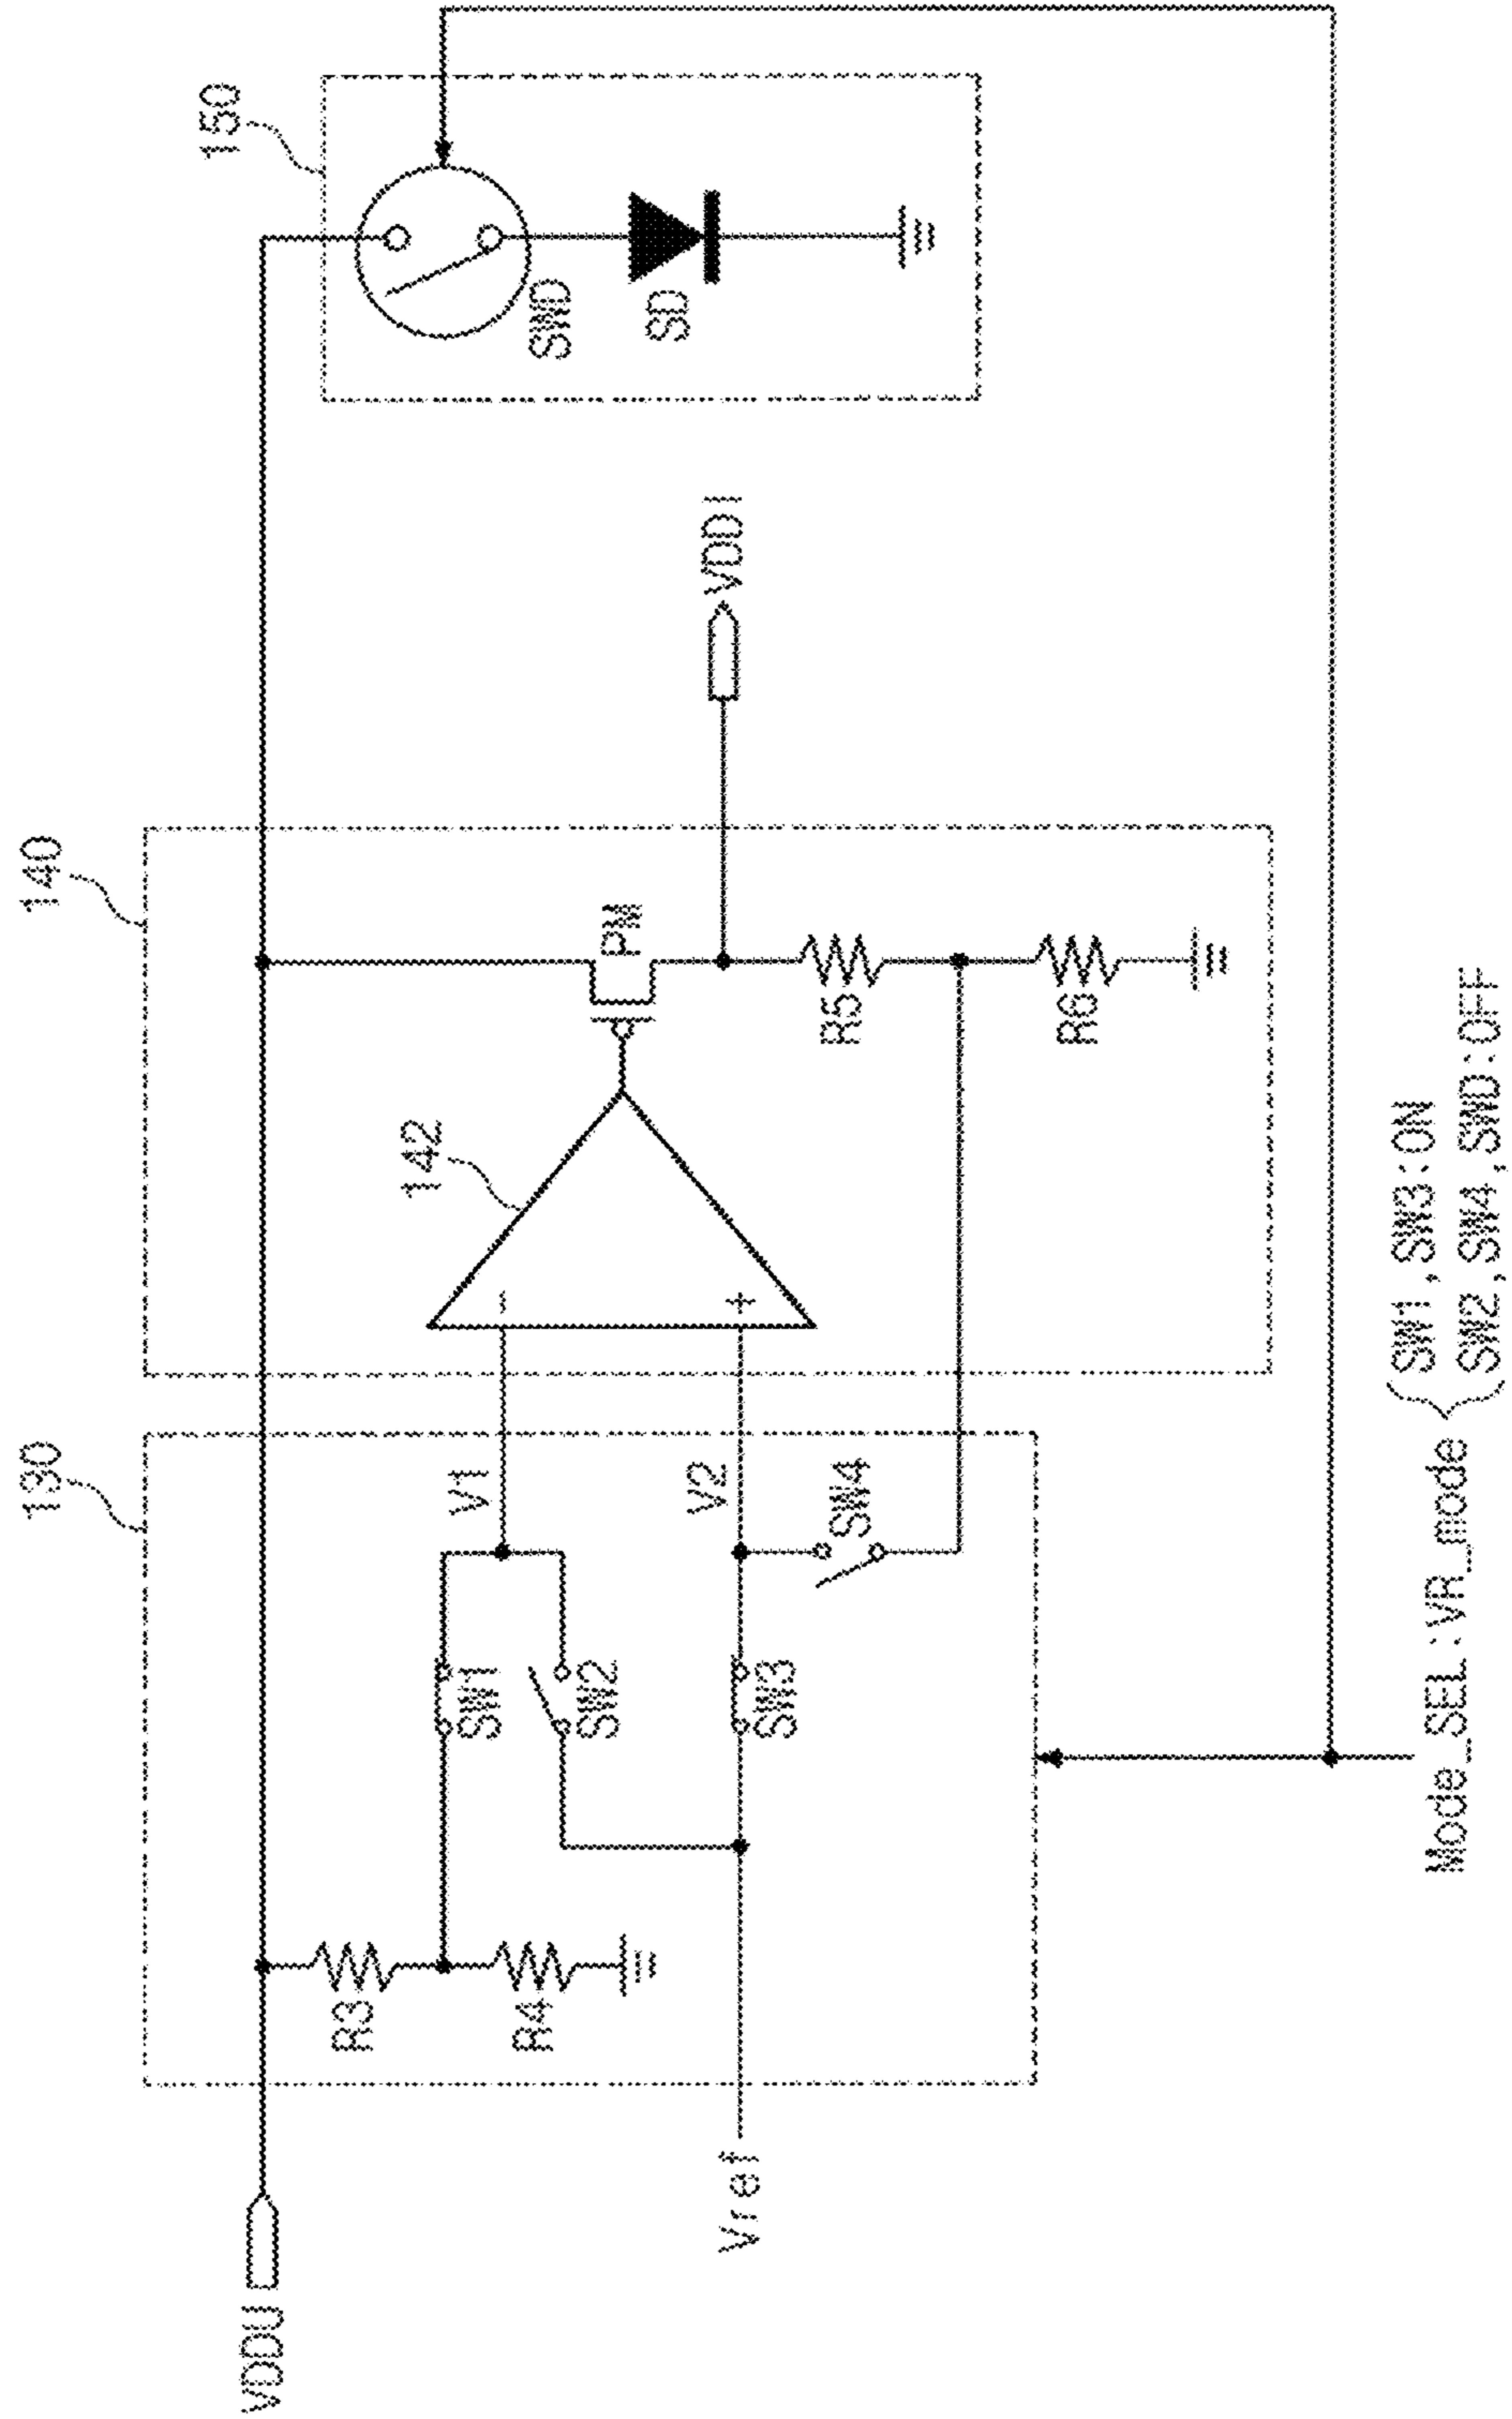 130
140
150
VDDU
R3
R4
SW1
SW2
V1
142
PM
SWD
SD
Vref
SW3
V2
SW4
VDDI
R5
R6
Mode_SEL:VR_mode
SW1,SW3:ON
SW2,SW4,SWD:OFF
- 
+